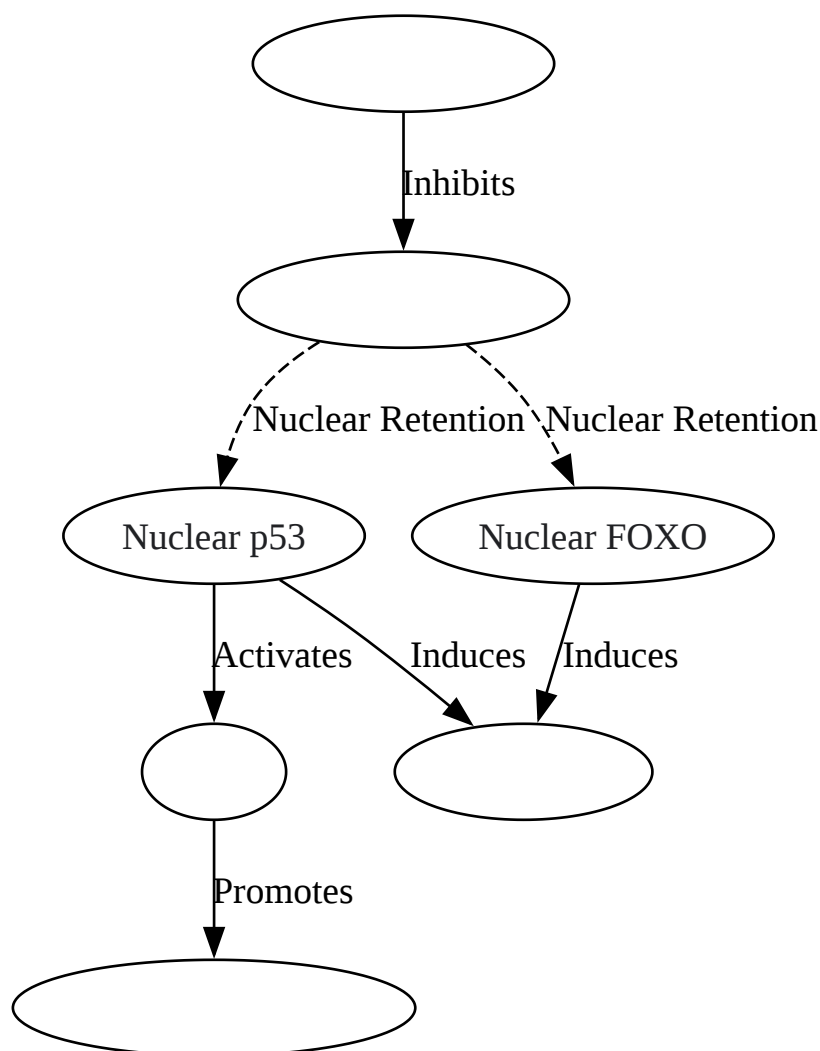 Inhibits
Nuclear Retention
Nuclear Retention
Nuclear p53
Nuclear FOXO
Activates
Induces
Induces
Promotes